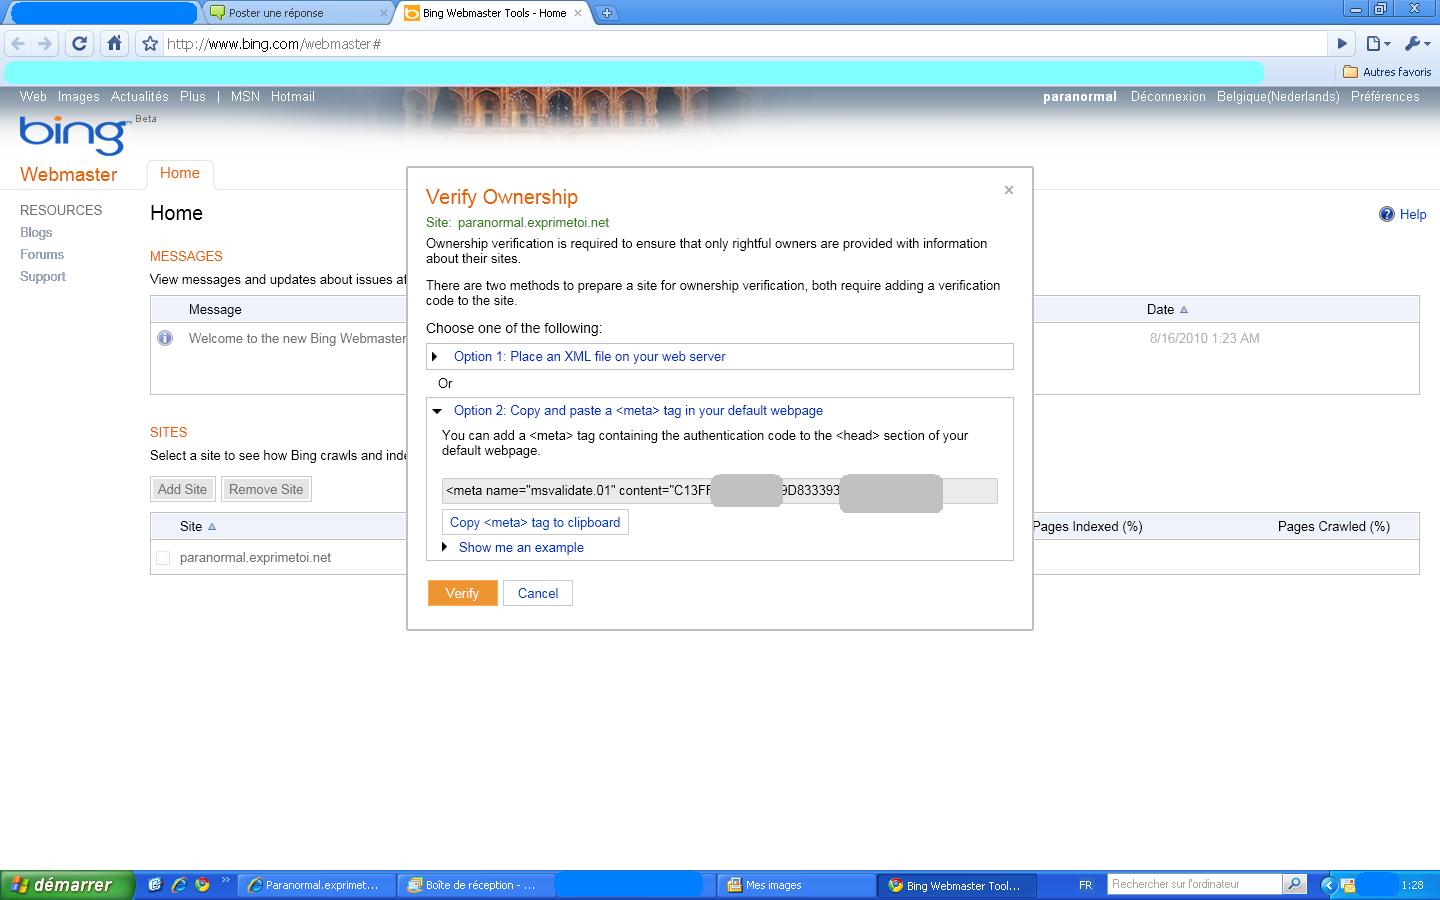 Poster une réponse
Bing Webmaster Tools - Home
http://www.bing.com/webmaster#
Autres favoris
Web Images Actualités Plus | MSN Hotmail
paranormal Déconnexion Belgique(Nederlands) Préférences
bing™ Beta
Webmaster
Home
RESOURCES
Blogs
Forums
Support
Home
Help
MESSAGES
View messages and updates about issues
Message
Date
Welcome to the new Bing Webmaster
8/16/2010 1:23 AM
SITES
Select a site to see how Bing crawls and
Add Site Remove Site
Site
Pages Indexed (%)
Pages Crawled (%)
paranormal.exprimetoi.net
Verify Ownership
x
Site: paranormal.exprimetoi.net
Ownership verification is required to ensure that only rightful owners are provided with information
about their sites.
There are two methods to prepare a site for ownership verification, both require adding a verification
code to the site.
Choose one of the following:
Option 1: Place an XML file on your web server
Or
Option 2: Copy and paste a <meta> tag in your default webpage
You can add a <meta> tag containing the authentication code to the <head> section of your
default webpage.
<meta name="msvalidate.01" content="C13F 9D833393
Copy <meta> tag to clipboard
Show me an example
Verify Cancel
démarrer
»
Paranormal.exprimet...
Boîte de réception - ...
Mes images
Bing Webmaster Tool...
FR
Rechercher sur l'ordinateur
1:28